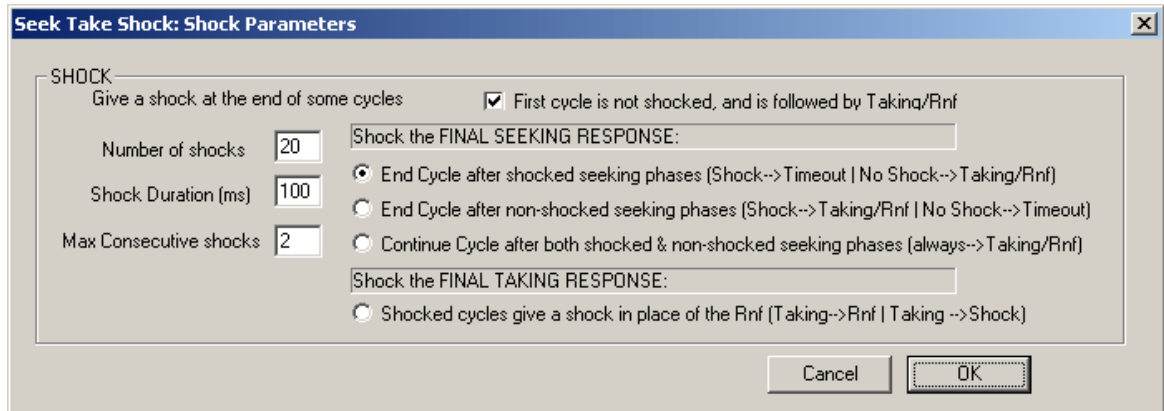 Seek Take Shock: Shock Parameters
SHOCK
Give a shock at the end of some cycles
First cycle is not shocked, and is followed by Taking/Rnf
Number of shocks 20
Shock Duration (ms) 100
Max Consecutive shocks 2
Shock the FINAL SEEKING RESPONSE:
End Cycle after shocked seeking phases (Shock-->Timeout | No Shock-->Taking/Rnf)
End Cycle after non-shocked seeking phases (Shock-->Taking/Rnf | No Shock-->Timeout)
Continue Cycle after both shocked & non-shocked seeking phases (always-->Taking/Rnf)
Shock the FINAL TAKING RESPONSE:
Shocked cycles give a shock in place of the Rnf (Taking-->Rnf | Taking -->Shock)
Cancel
OK